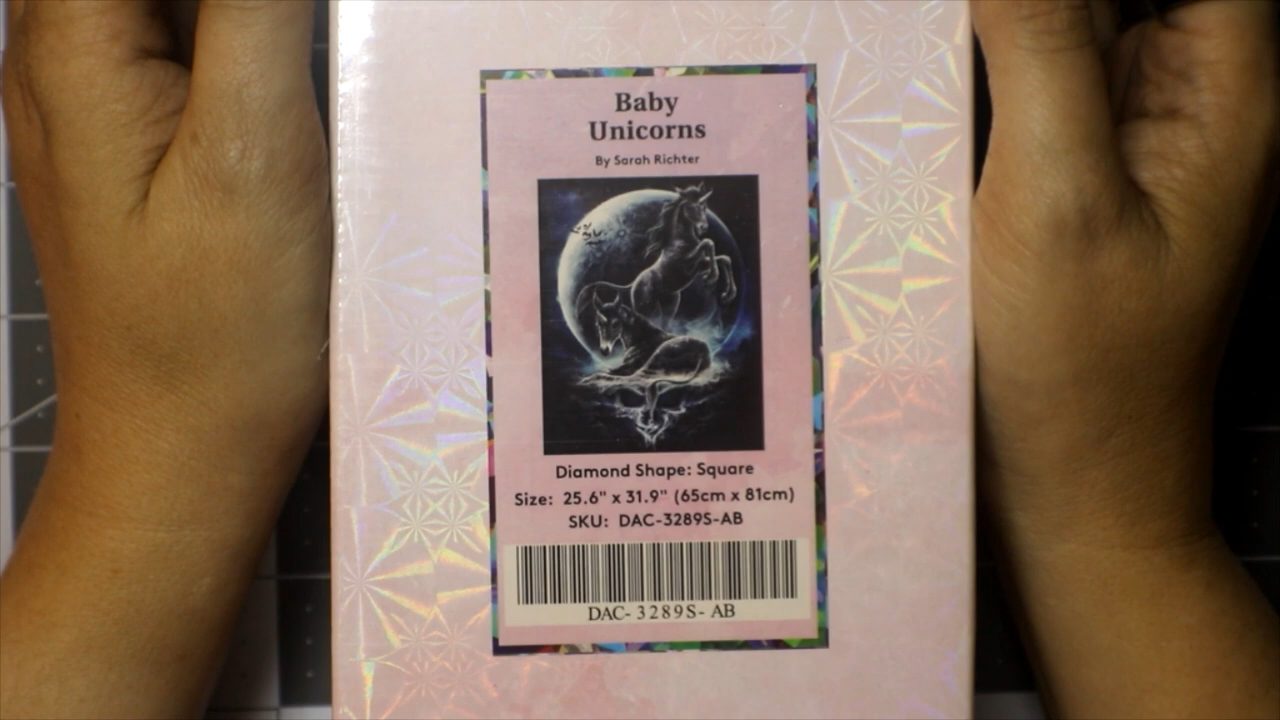 Baby
Unicorns
By Sarah Richter
Diamond Shape: Square
Size: 25.6" x 31.9" (65cm x 81cm)
SKU: DAC-3289S-AB
DAC- 3289S- AB